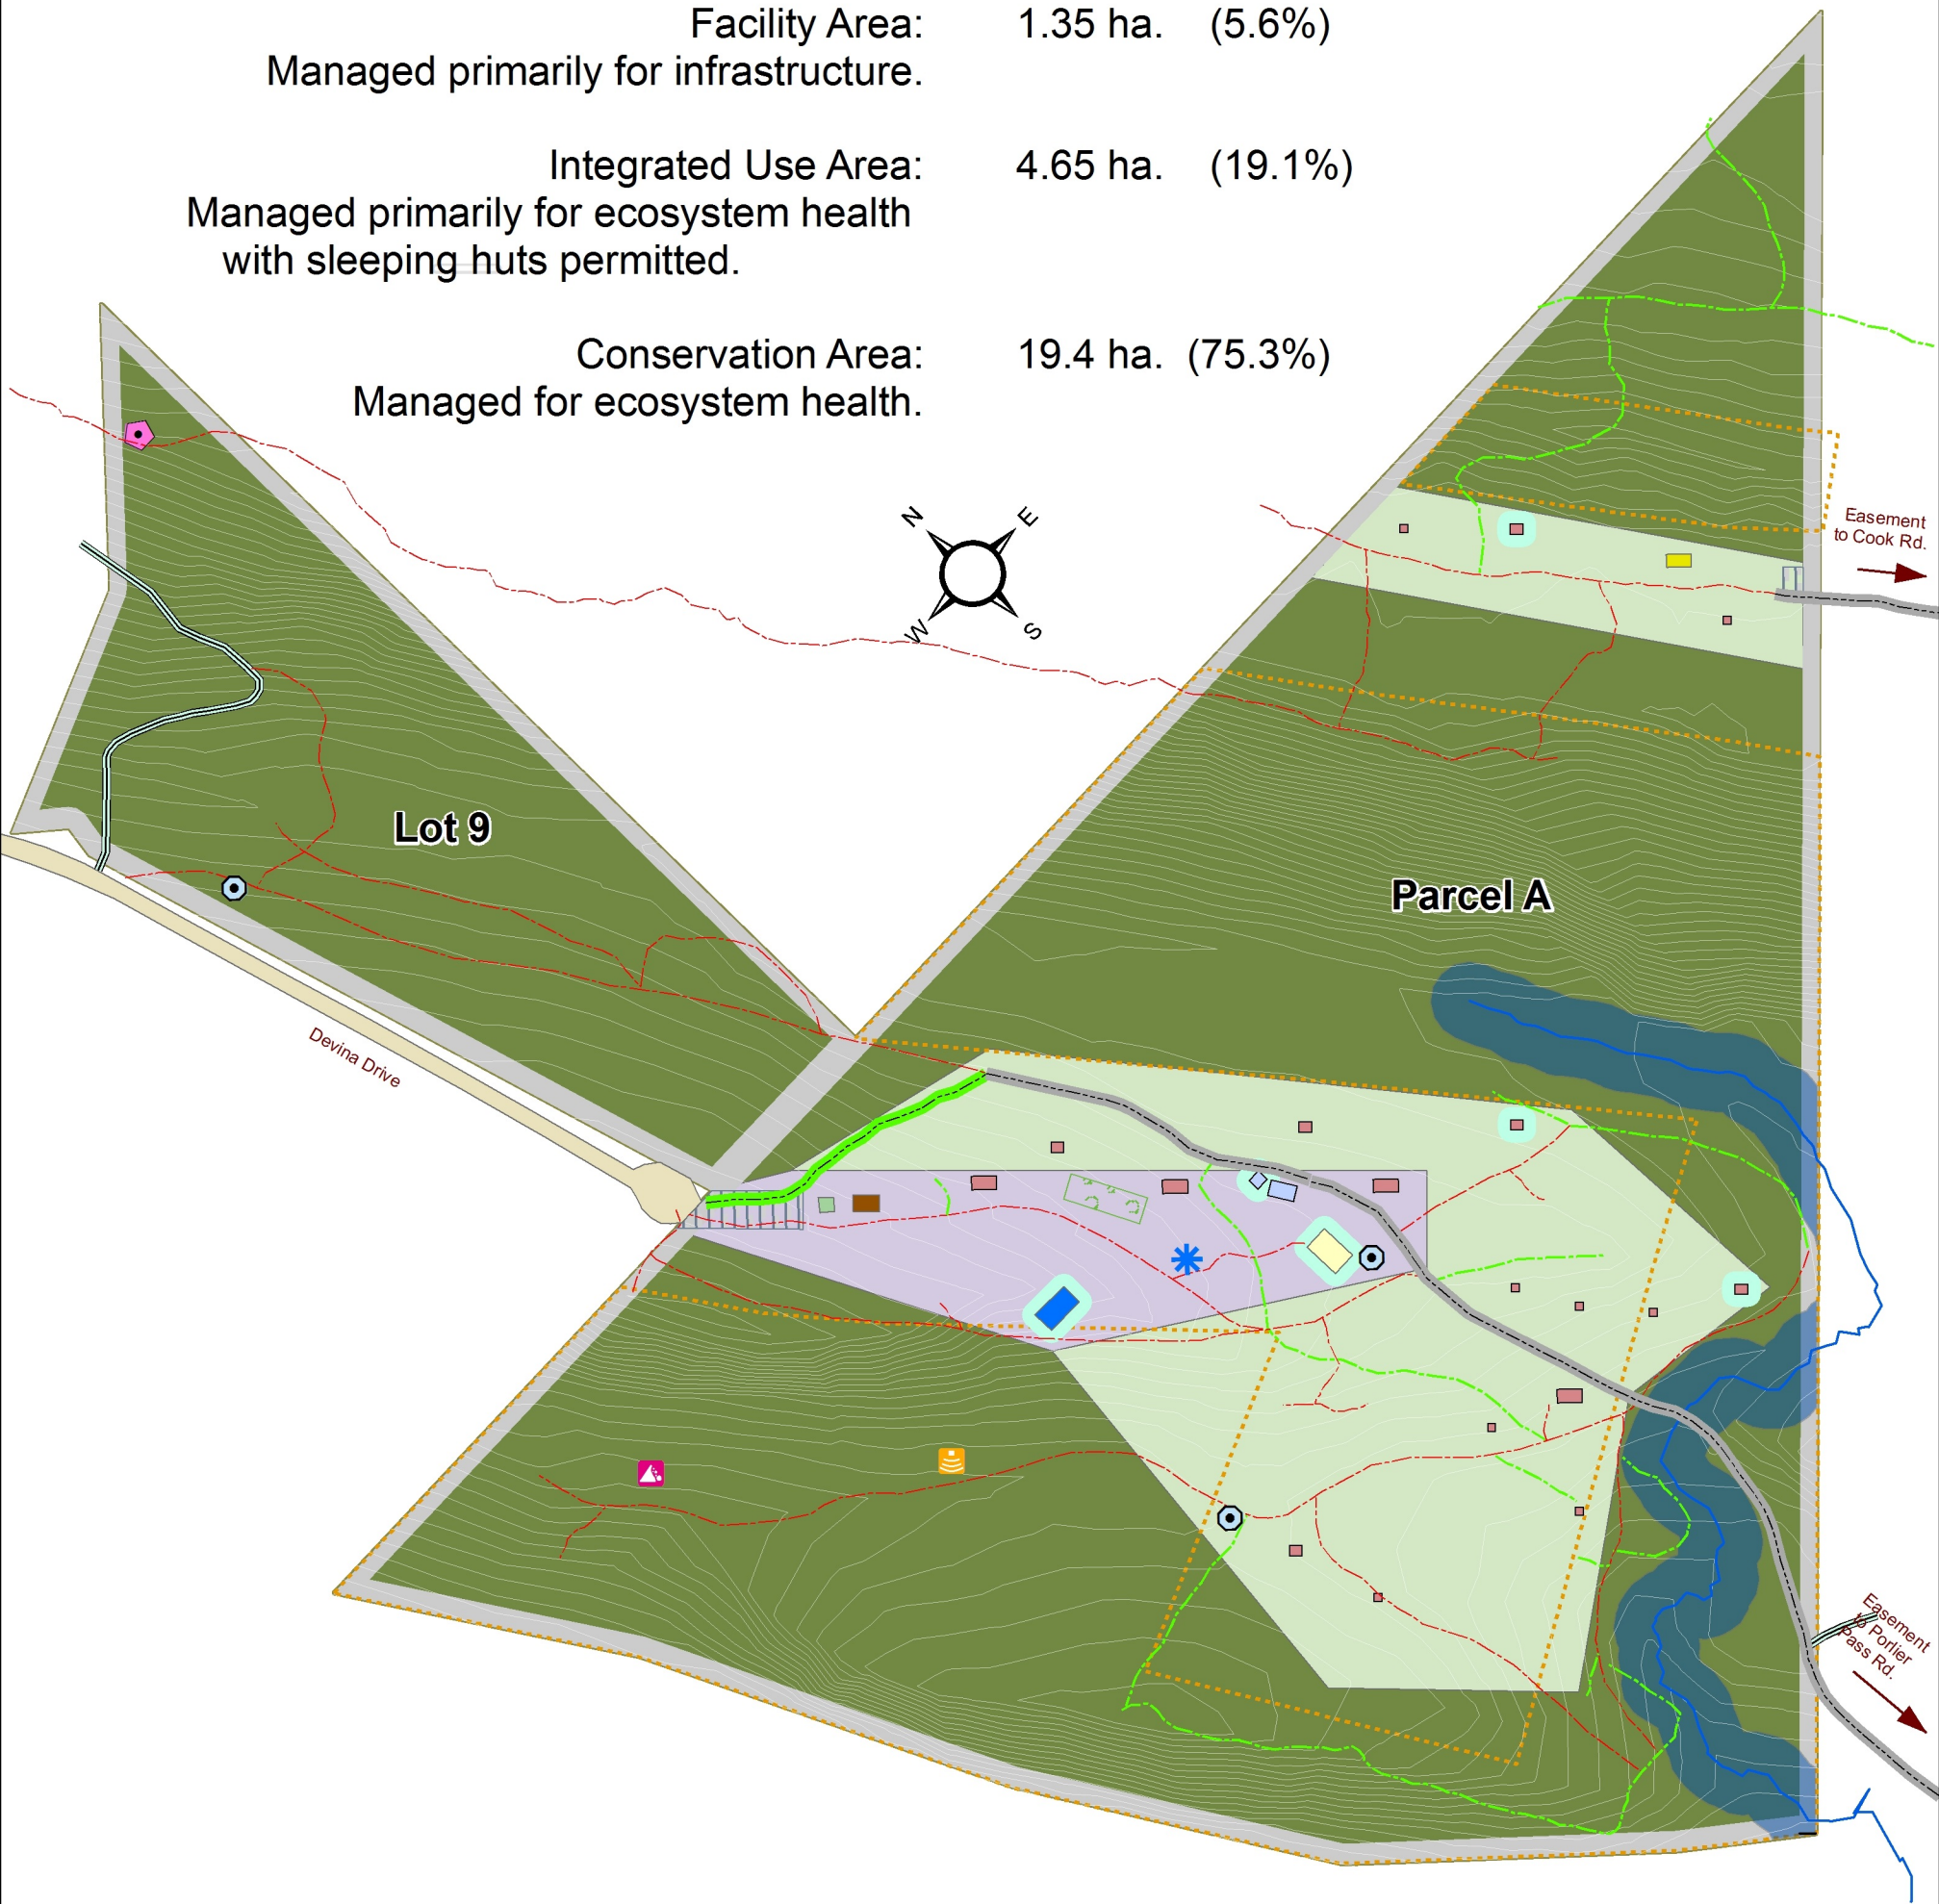 Facility Area: 1.35 ha. (5.6%)
Managed primarily for infrastructure.
Integrated Use Area: 4.65 ha. (19.1%)
Managed primarily for ecosystem health
with sleeping huts permitted.
Conservation Area: 19.4 ha. (75.3%)
Managed for ecosystem health.
N
E
W
S
Easement
to Cook Rd.
Lot 9
Parcel A
Devina Drive
Easement
to Porlier
Pass Rd.